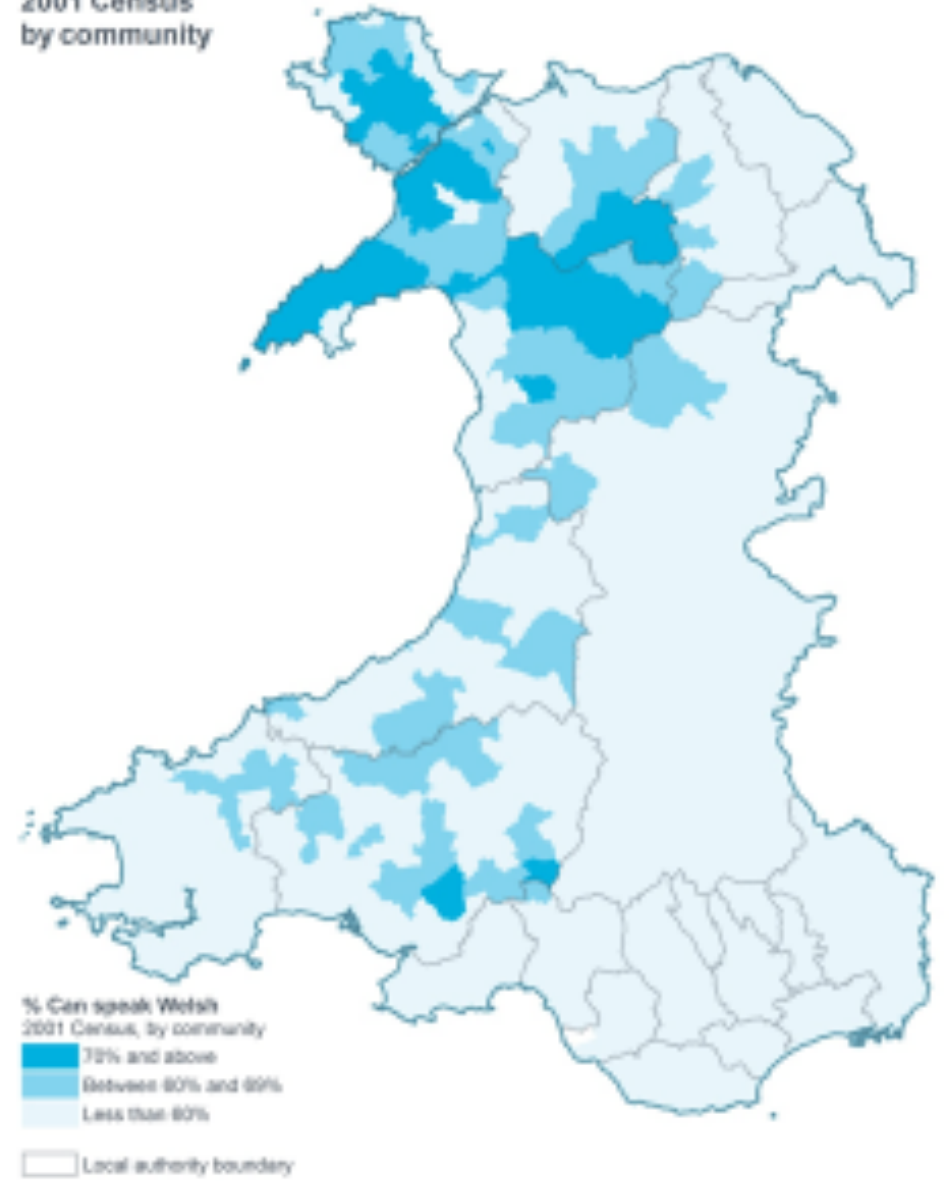 2001 Census
by community
% Can speak Welsh
2001 Census, by community
70% and above
Between 60% and 69%
Less than 60%
Local authority boundary